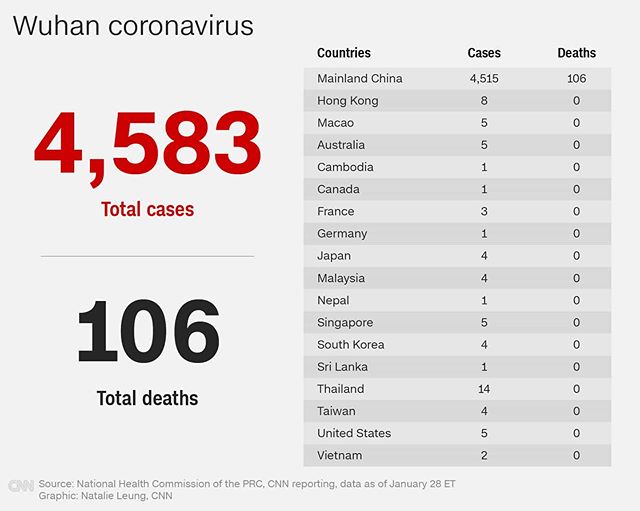 Wuhan coronavirus
4,583
Total cases
106
Total deaths
Countries Cases Deaths
Mainland China 4,515 106
Hong Kong 8 0
Macao 5 0
Australia 5 0
Cambodia 1 0
Canada 1 0
France 3 0
Germany 1 0
Japan 4 0
Malaysia 4 0
Nepal 1 0
Singapore 5 0
South Korea 4 0
Sri Lanka 1 0
Thailand 14 0
Taiwan 4 0
United States 5 0
Vietnam 2 0
CNN Source: National Health Commission of the PRC, CNN reporting, data as of January 28 ET
Graphic: Natalie Leung, CNN